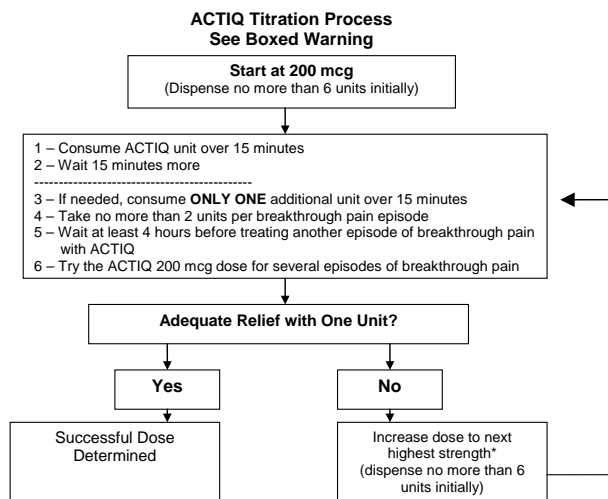 ACTIQ Titration Process
See Boxed Warning
Start at 200 mcg
(Dispense no more than 6 units initially)
1 – Consume ACTIQ unit over 15 minutes
2 – Wait 15 minutes more
---------------------------------------------
3 – If needed, consume ONLY ONE additional unit over 15 minutes
4 – Take no more than 2 units per breakthrough pain episode
5 – Wait at least 4 hours before treating another episode of breakthrough pain
with ACTIQ
6 – Try the ACTIQ 200 mcg dose for several episodes of breakthrough pain
Adequate Relief with One Unit?
Yes
No
Successful Dose
Determined
Increase dose to next
highest strength*
(dispense no more than 6
units initially)